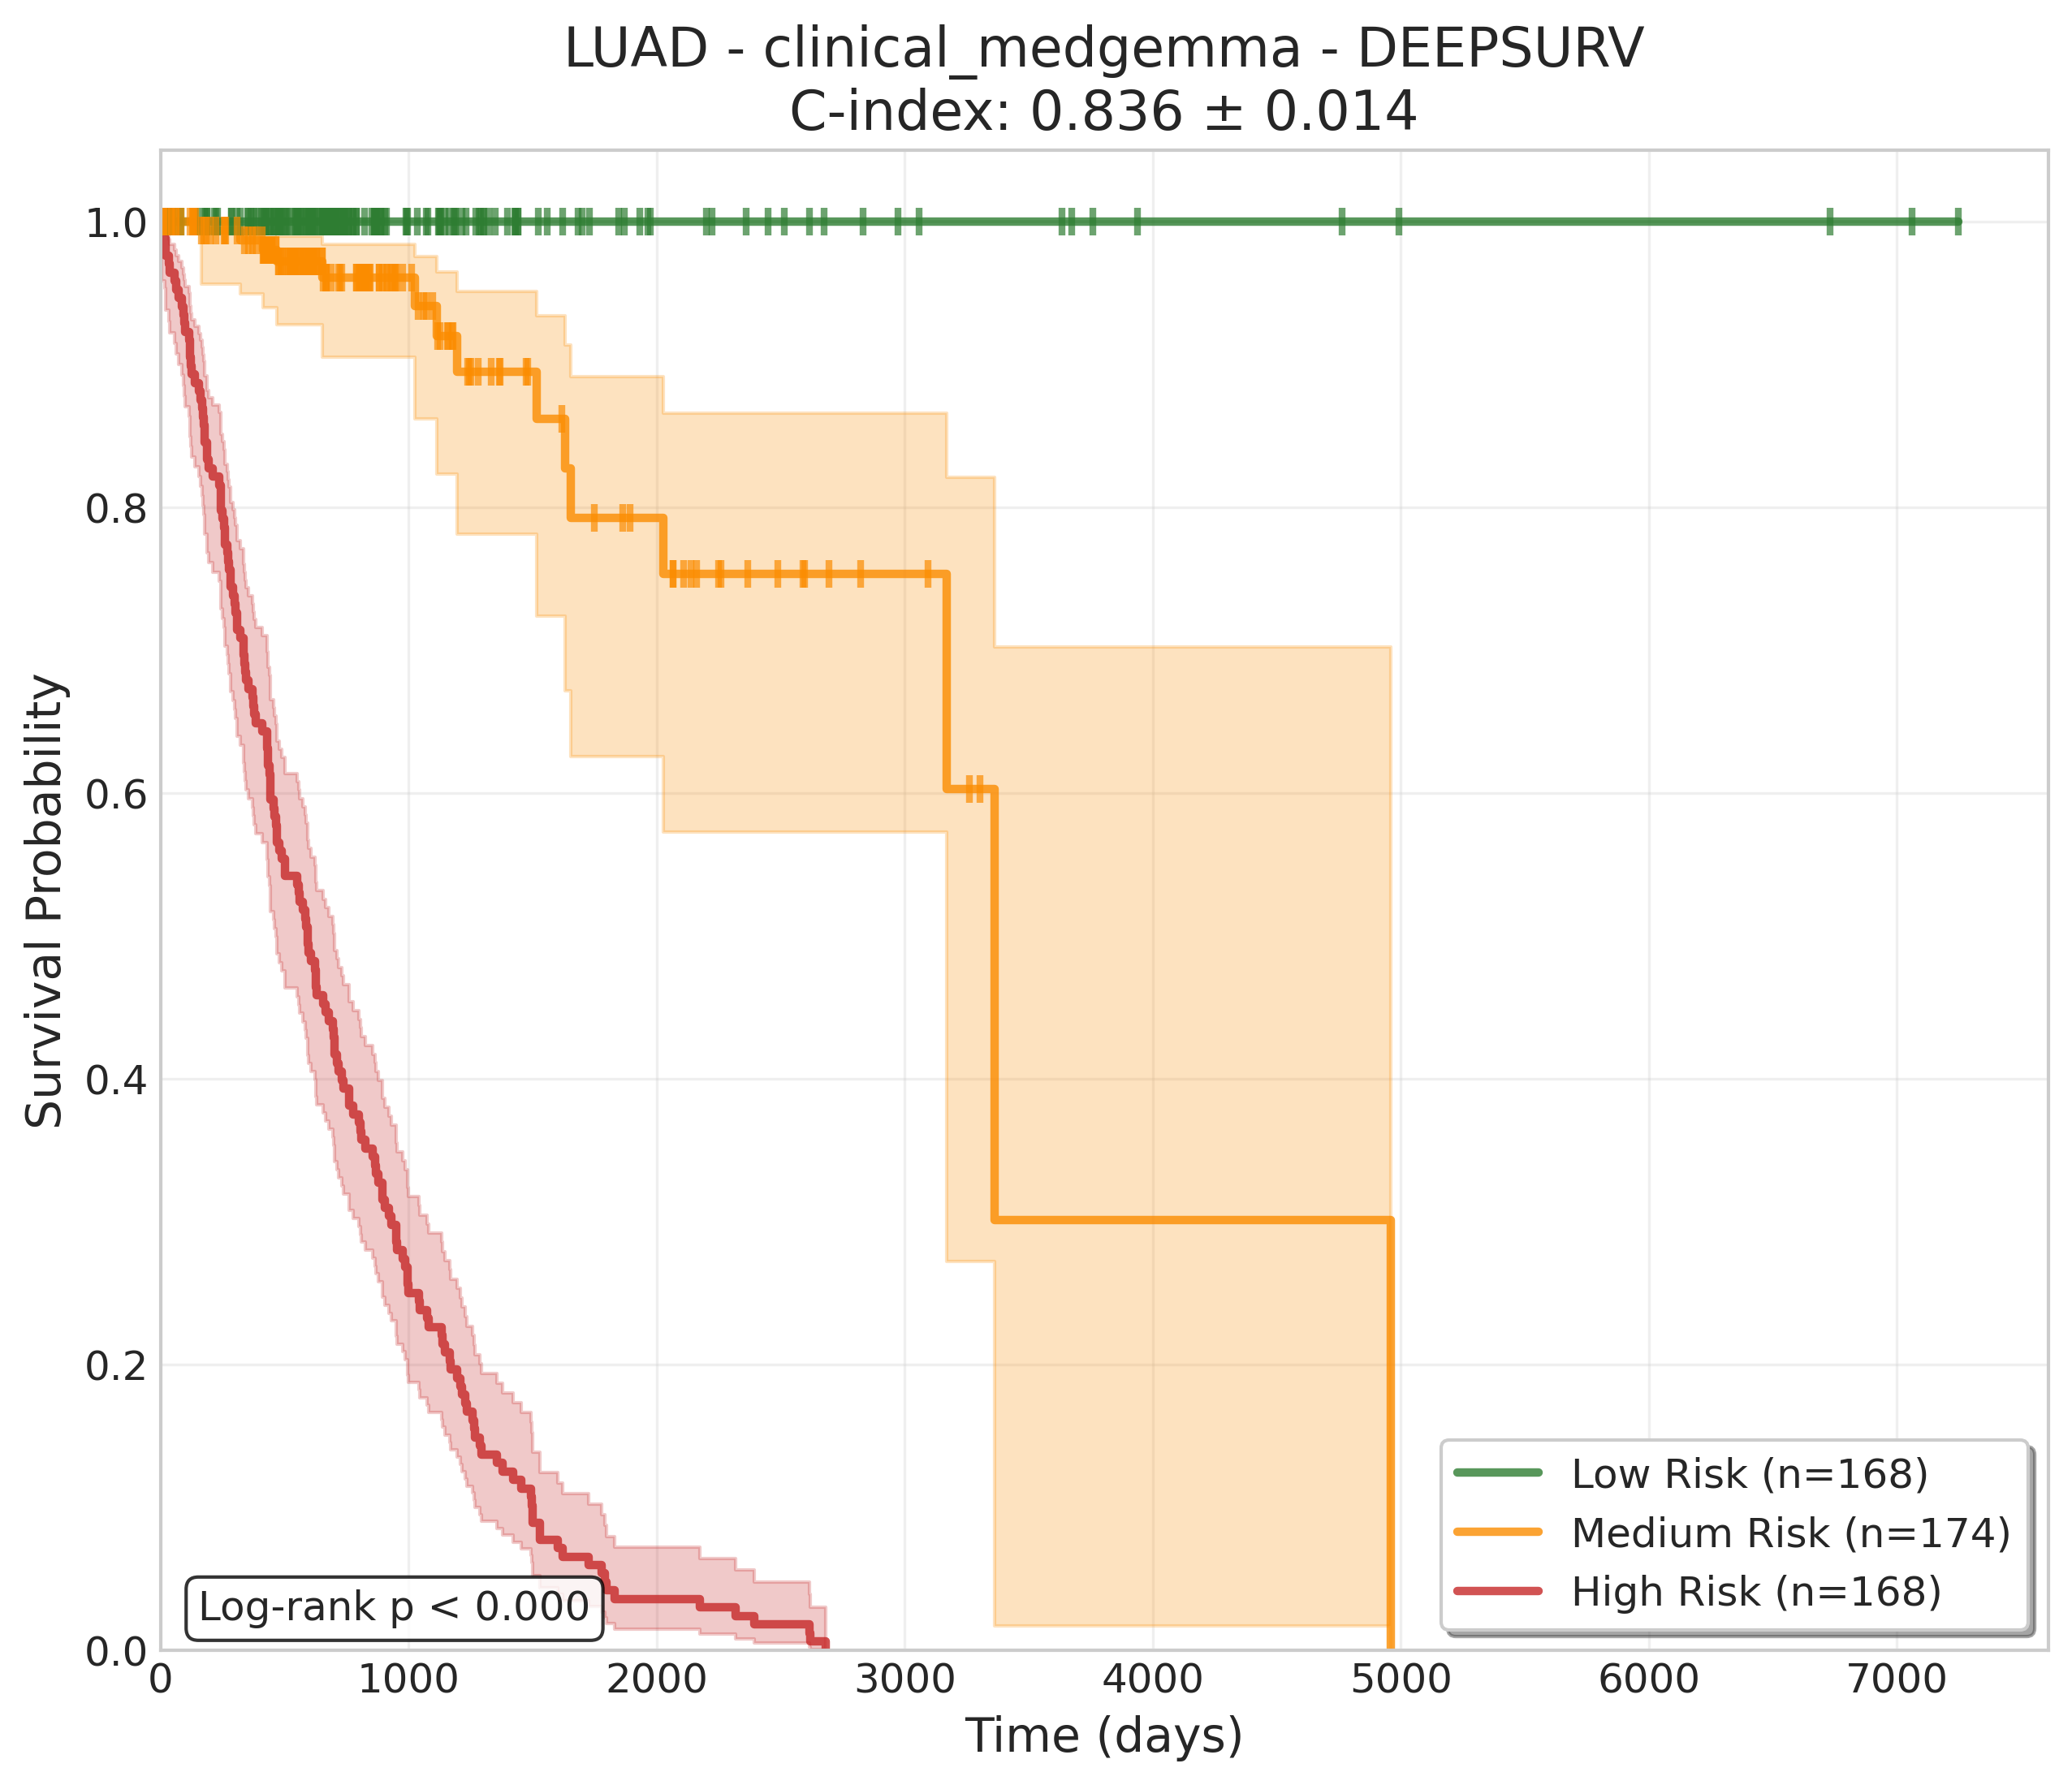 LUAD - clinical_medgemma - DEEPSURV
C-index: 0.836 ± 0.014
Survival Probability
1.0
0.8
0.6
0.4
0.2
0.0
Log-rank p < 0.000
Low Risk (n=168)
Medium Risk (n=174)
High Risk (n=168)
0 1000 2000 3000 4000 5000 6000 7000
Time (days)